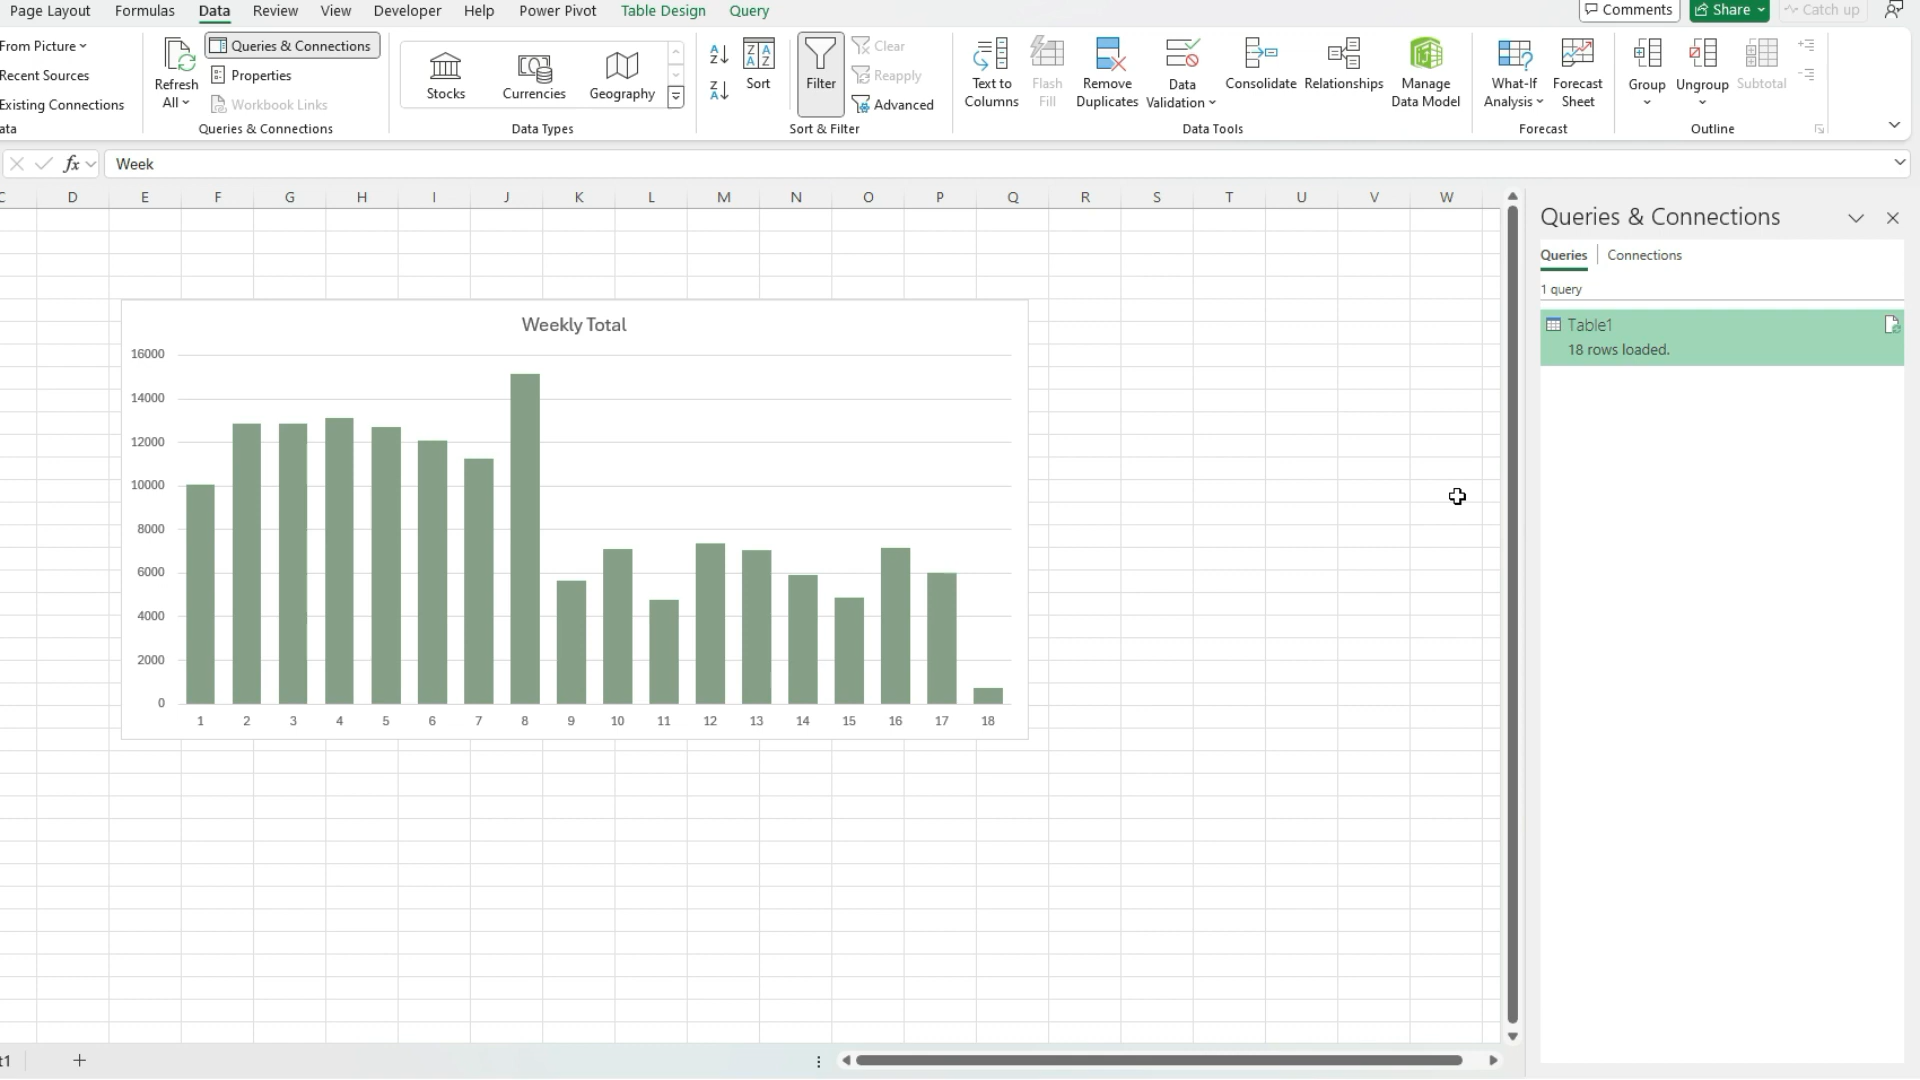 Page Layout Formulas Data Review View Developer Help Power Pivot Table Design Query Comments Share Catch up
From Picture Queries & Connections Clear
Recent Sources Properties Reapply
Existing Connections Workbook Links Advanced
Refresh
All
Stocks Currencies Geography
A
Z
Z
A
Z A
A Z
Sort
Filter
Text to
Columns
Flash
Fill
Remove
Duplicates
Data
Validation
Consolidate
Relationships
Manage
Data Model
What-If
Analysis
Forecast
Sheet
Group
Ungroup
Subtotal
ata Queries & Connections Data Types Sort & Filter Data Tools Forecast Outline
fx Week
C D E F G H I J K L M N O P Q R S T U V W
Weekly Total
16000
14000
12000
10000
8000
6000
4000
2000
0
1 2 3 4 5 6 7 8 9 10 11 12 13 14 15 16 17 18
Queries & Connections
Queries Connections
1 query
Table1
18 rows loaded.
t1